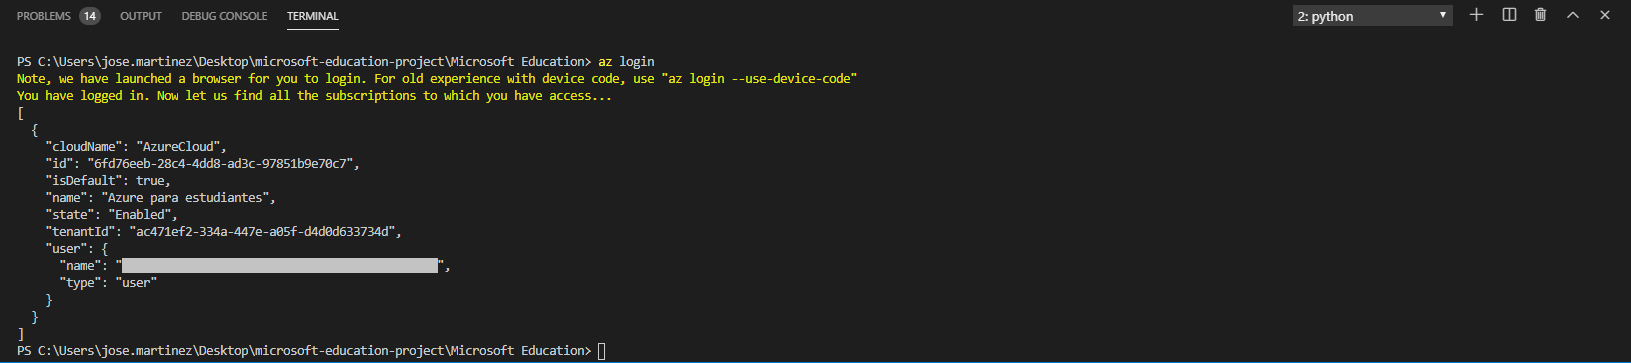 PROBLEMS 14 OUTPUT DEBUG CONSOLE TERMINAL 2: python
PS C:\Users\jose.martinez\Desktop\microsoft-education-project\Microsoft Education> az login
Note, we have launched a browser for you to login. For old experience with device code, use "az login --use-device-code"
You have logged in. Now let us find all the subscriptions to which you have access...
[
  {
    "cloudName": "AzureCloud",
    "id": "6fd76eeb-28c4-4dd8-ad3c-97851b9e70c7",
    "isDefault": true,
    "name": "Azure para estudiantes",
    "state": "Enabled",
    "tenantId": "ac471ef2-334a-447e-a05f-d4d0d633734d",
    "user": {
      "name": "",
      "type": "user"
    }
  }
]
PS C:\Users\jose.martinez\Desktop\microsoft-education-project\Microsoft Education>